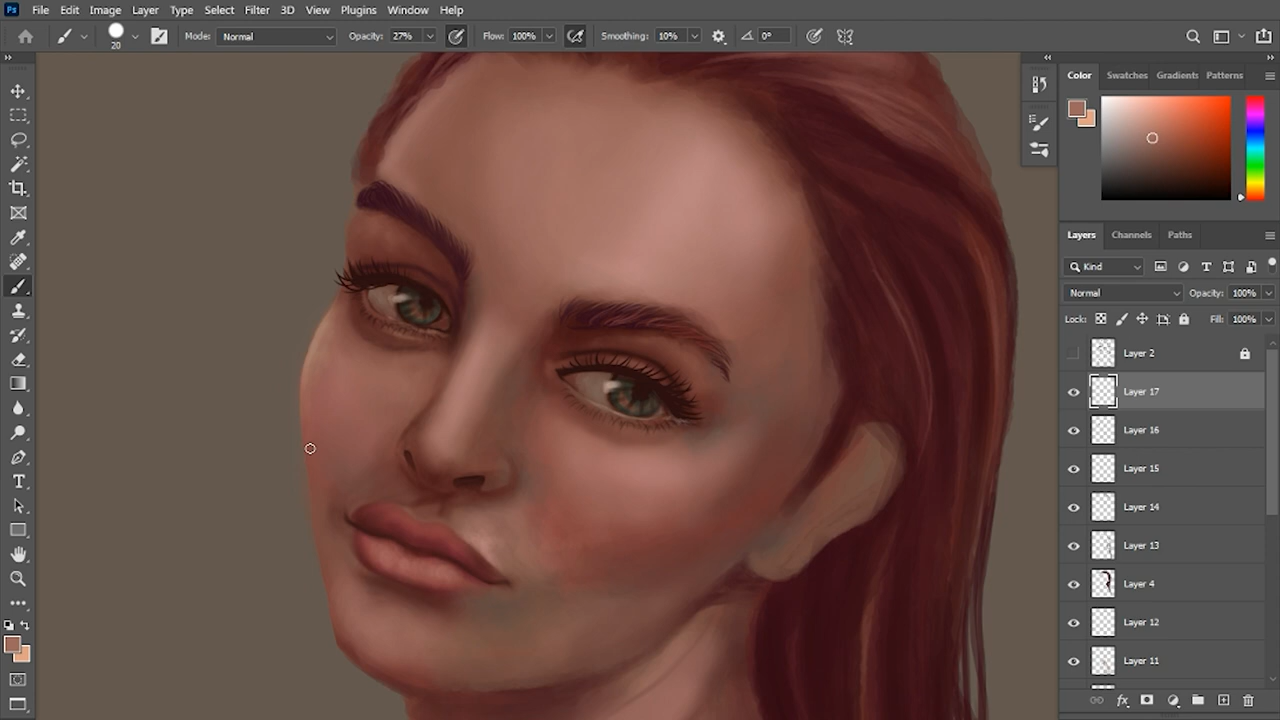 Ps File Edit Image Layer Type Select Filter 3D View Plugins Window Help
20 Mode: Normal Opacity: 27% Flow: 100% Smoothing: 10% 0°
Color Swatches Gradients Patterns
Layers Channels Paths
Kind
Normal Opacity: 100%
Lock: Fill: 100%
Layer 2
Layer 17
Layer 16
Layer 15
Layer 14
Layer 13
Layer 4
Layer 12
Layer 11